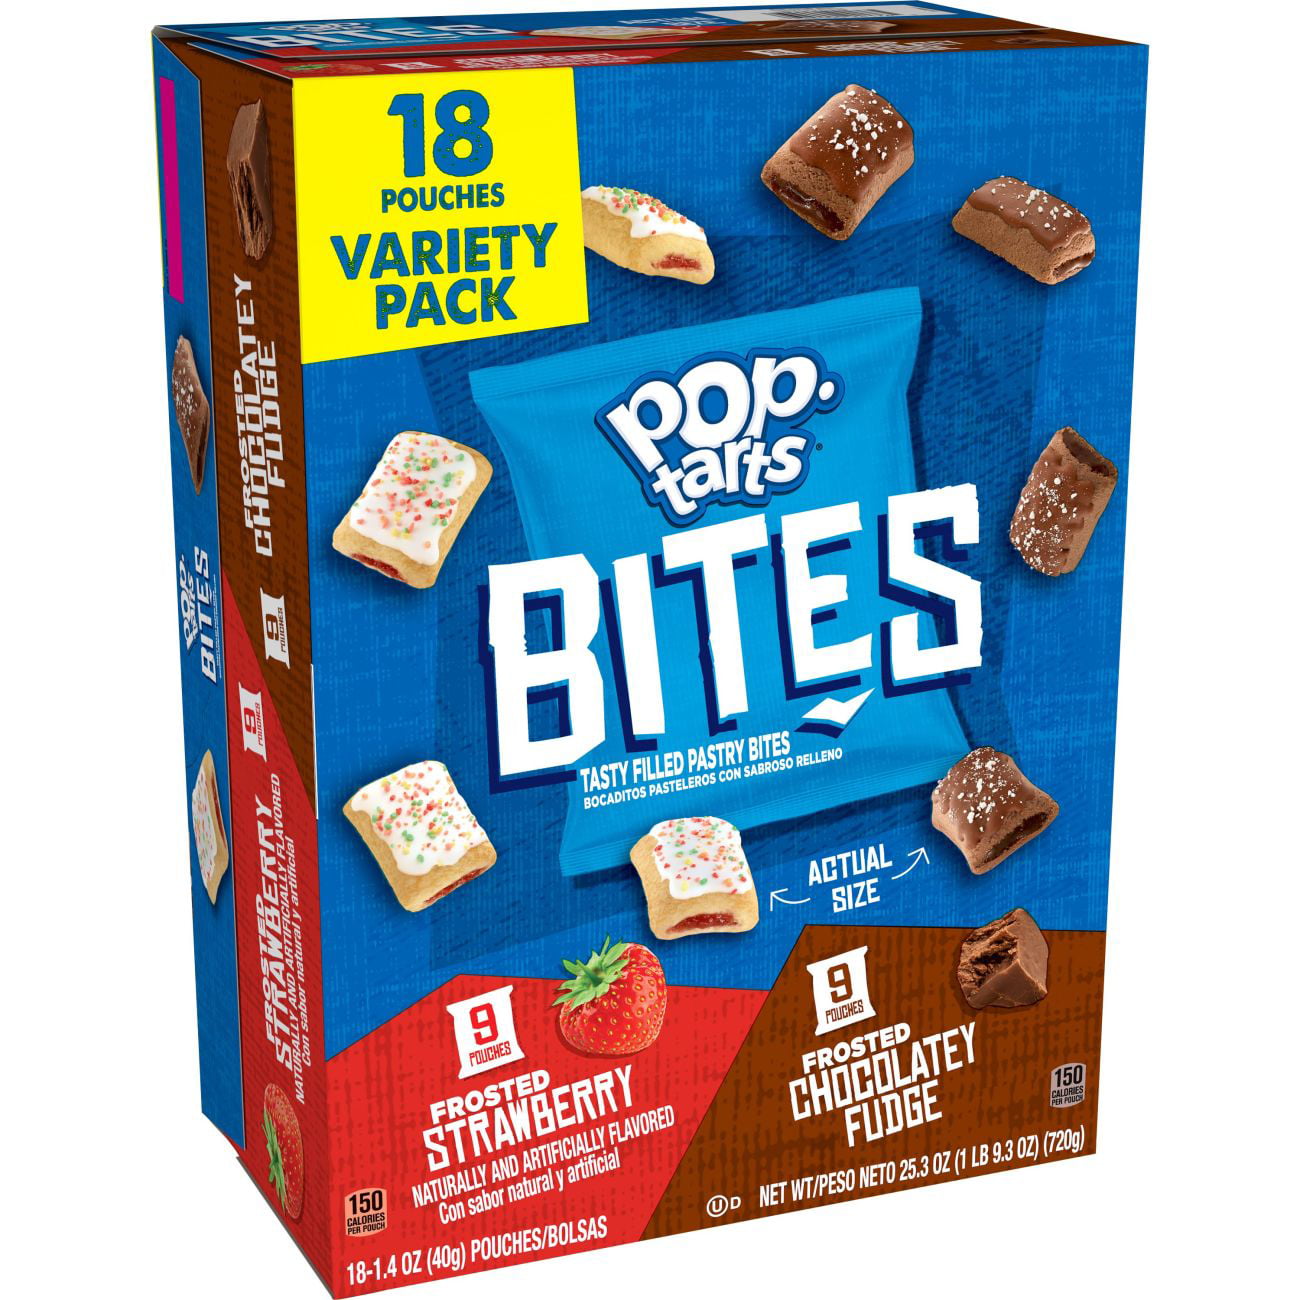 18
POUCHES
VARIETY
PACK
pop.
tarts
BITES
TASTY FILLED PASTRY BITES
BOCADITOS PASTELEROS CON SABROSO RELLENO
ACTUAL
SIZE
9
POUCHES
FROSTED
STRAWBERRY
NATURALLY AND ARTIFICIALLY FLAVORED
Con sabor natural y artificial
150
CALORIES
PER POUCH
18-1.4 OZ (40g) POUCHES/BOLSAS
9
POUCHES
FROSTED
CHOCOLATEY
FUDGE
150
CALORIES
PER POUCH
UD NET WT/PESO NETO 25.3 OZ (1 LB 9.3 OZ) (720g)
FROSTED
CHOCOLATEY
FUDGE
9
POUCHES
pop.
tarts
BITES
9
POUCHES
FROSTED
STRAWBERRY
NATURALLY AND ARTIFICIALLY FLAVORED
Con sabor natural y artificial
BITES
ACTUAL
9